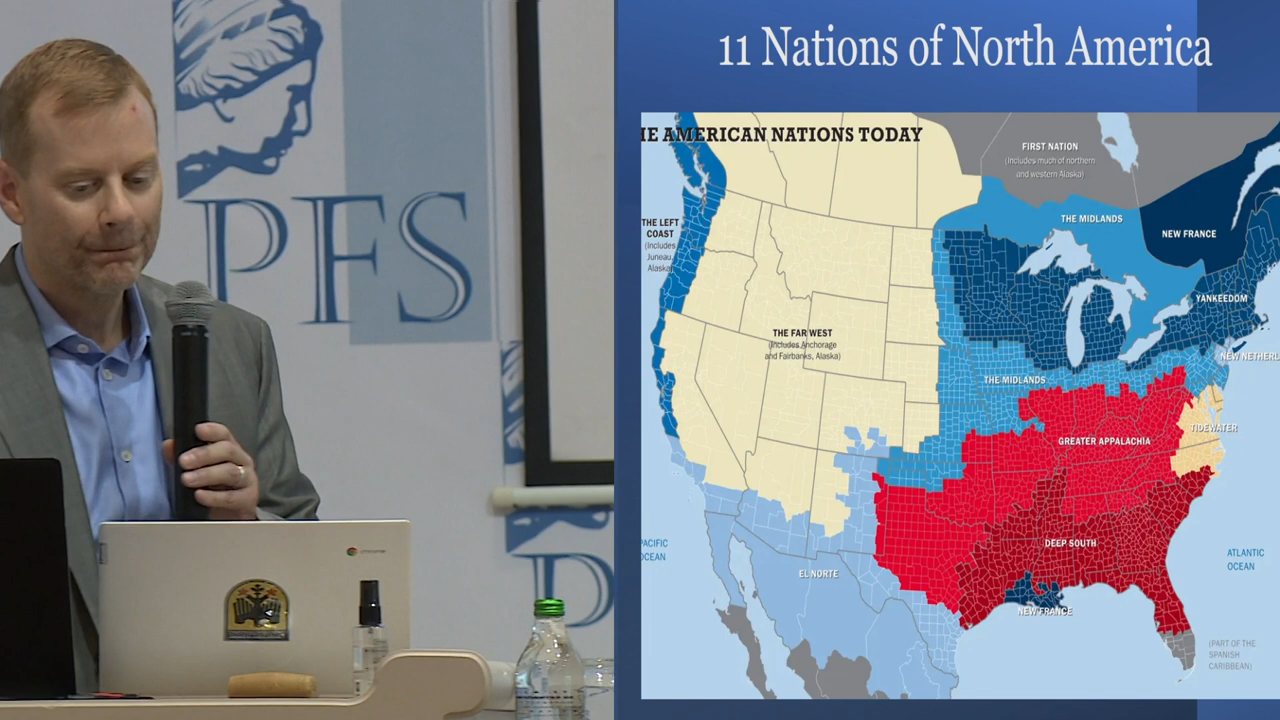 PFS
11 Nations of North America
IE AMERICAN NATIONS TODAY
FIRST NATION
(Includes much of northern
and western Alaska)
THE MIDLANDS
NEW FRANCE
THE LEFT
COAST
(Includes
Juneau,
Alaska)
YANKEEDOM
THE FAR WEST
(Includes Anchorage
and Fairbanks, Alaska)
NEW NETHERL
THE MIDLANDS
TIDEWATER
GREATER APPALACHIA
DEEP SOUTH
PACIFIC
OCEAN
ATLANTIC
OCEAN
EL NORTE
NEW FRANCE
(PART OF THE
SPANISH
CARIBBEAN)
D